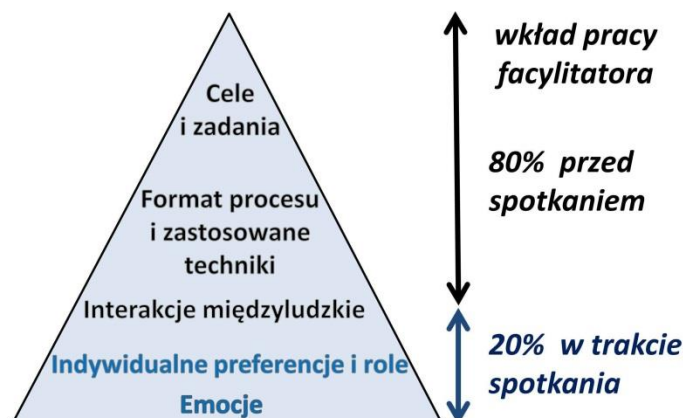 Cele
i zadania
Format procesu
i zastosowane
techniki
Interakcje międzyludzkie
Indywidualne preferencje i role
Emocje
wkład pracy
facylitatora
80% przed
spotkaniem
20% w trakcie
spotkania